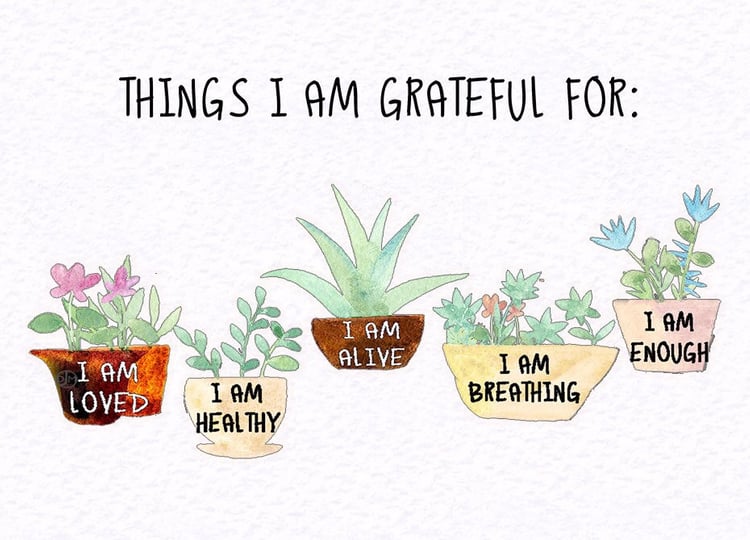 THINGS I AM GRATEFUL FOR:
I AM
LOVED
I AM
HEALTHY
I AM
ALIVE
I AM
BREATHING
I AM
ENOUGH